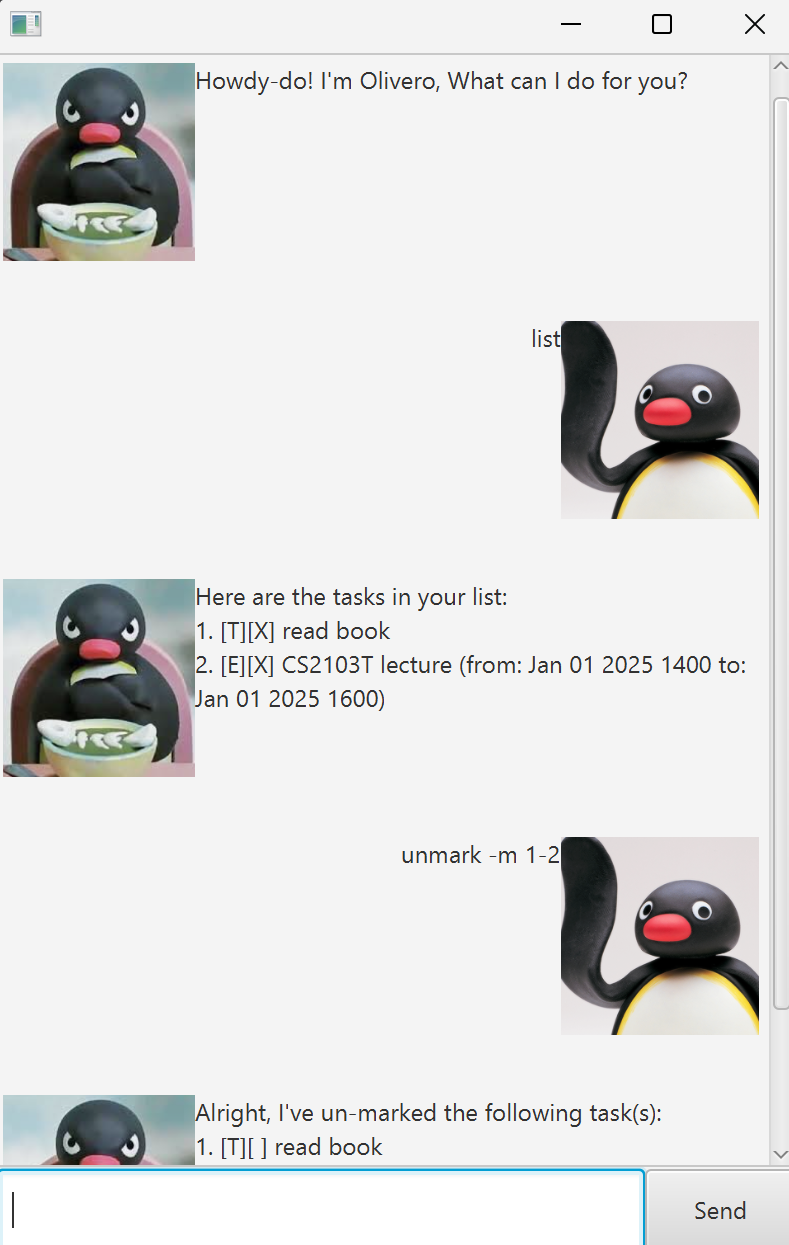 Howdy-do! I'm Olivero, What can I do for you?
list
Here are the tasks in your list:
1. [T][X] read book
2. [E][X] CS2103T lecture (from: Jan 01 2025 1400 to:
Jan 01 2025 1600)
unmark -m 1-2
Alright, I've un-marked the following task(s):
1. [T][ ] read book
Send